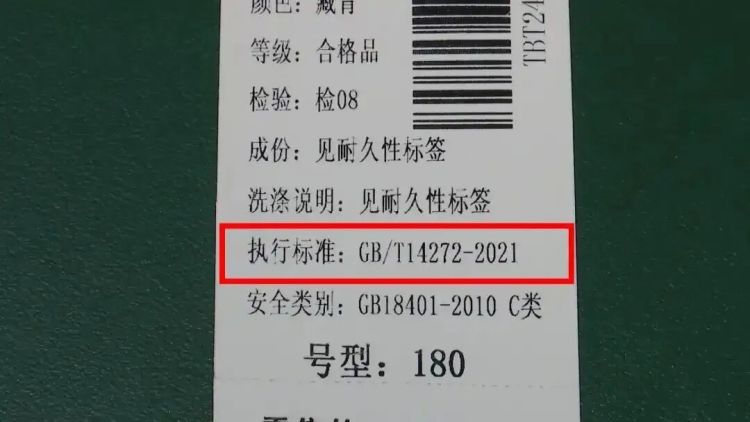 颜色：藏青
等级：合格品
检验：检08
成份：见耐久性标签
洗涤说明：见耐久性标签
执行标准：GB/T14272-2021
安全类别：GB18401-2010 C类
号型：180
TBT24